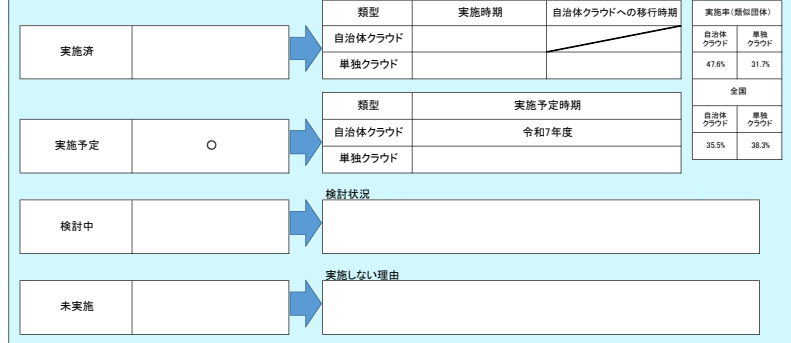 類型 実施時期 自治体クラウドへの移行時期
実施済
自治体クラウド
単独クラウド
実施率(類似団体)
自治体クラウド 単独クラウド
47.6% 31.7%
全国
自治体クラウド 単独クラウド
35.5% 38.3%
類型 実施予定時期
実施予定 ○
自治体クラウド 令和7年度
単独クラウド
検討状況
検討中
実施しない理由
未実施